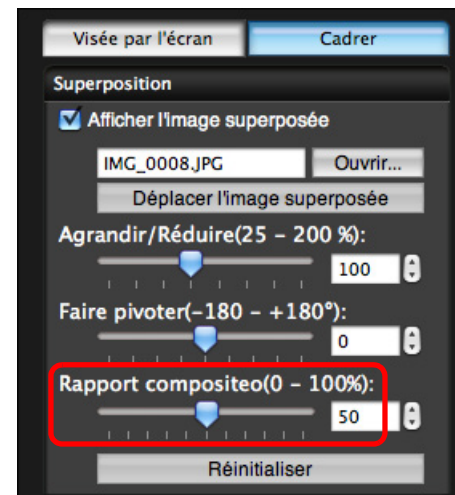 Visée par l'écran Cadrer
Superposition
Afficher l'image superposée
IMG_0008.JPG Ouvrir...
Déplacer l'image superposée
Agrandir/Réduire(25 – 200 %):
100
Faire pivoter(–180 – +180°):
0
Rapport compositeo(0 – 100%):
50
Réinitialiser